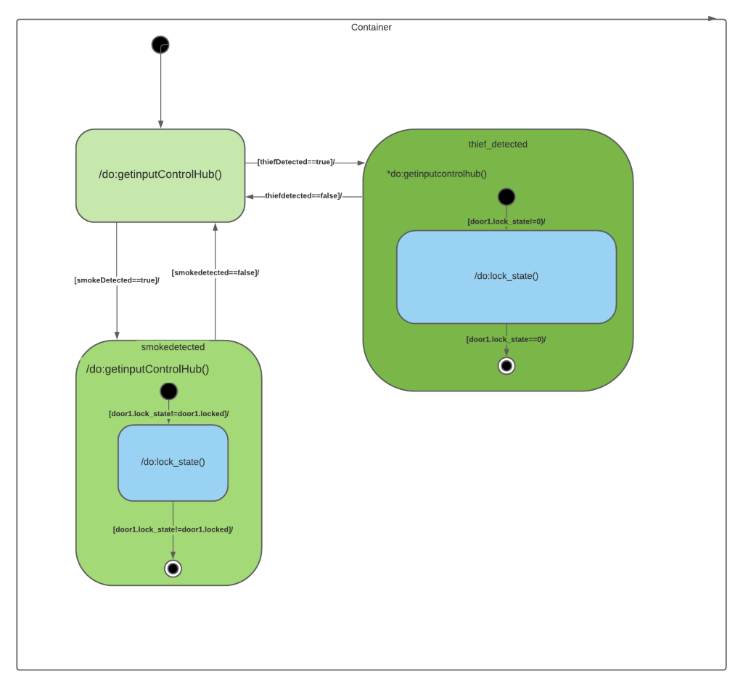 Container
/do:getinputControlHub()
[thiefDetected==true]/
thiefdetected==false]/
thief_detected
*do:getinputcontrolhub()
[door1.lock_state!=0)/
/do:lock_state()
[door1.lock_state==0)/
[smokeDetected==true]/
[smokedetected==false]/
smokedetected
/do:getinputControlHub()
[door1.lock_state!=door1.locked]/
/do:lock_state()
[door1.lock_state!=door1.locked]/